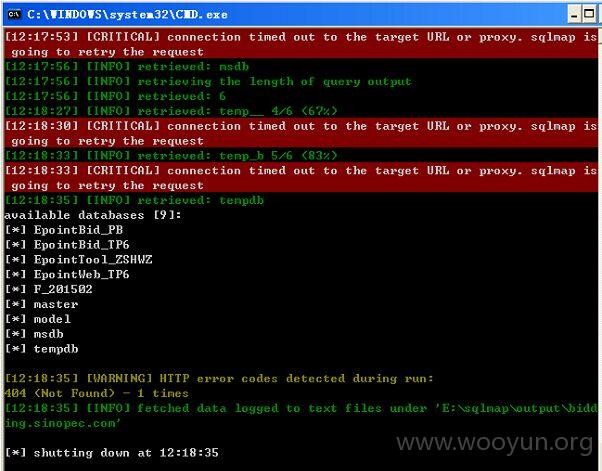 C:\WINDOWS\system32\CMD.exe
[12:17:53] [CRITICAL] connection timed out to the target URL or proxy. sqlmap is
going to retry the request
[12:17:56] [INFO] retrieved: msdb
[12:17:56] [INFO] retrieving the length of query output
[12:17:56] [INFO] retrieved: 6
[12:18:27] [INFO] retrieved: temp__ 4/6 (67%)
[12:18:30] [CRITICAL] connection timed out to the target URL or proxy. sqlmap is
going to retry the request
[12:18:33] [INFO] retrieved: temp_b 5/6 (83%)
[12:18:33] [CRITICAL] connection timed out to the target URL or proxy. sqlmap is
going to retry the request
[12:18:35] [INFO] retrieved: tempdb
available databases [9]:
[*] EpointBid_PB
[*] EpointBid_TP6
[*] EpointTool_ZSHWZ
[*] EpointWeb_TP6
[*] F_201502
[*] master
[*] model
[*] msdb
[*] tempdb
[12:18:35] [WARNING] HTTP error codes detected during run:
404 (Not Found) - 1 times
[12:18:35] [INFO] fetched data logged to text files under 'E:\sqlmap\output\bidd
ing.sinopec.com'
[*] shutting down at 12:18:35
www.wooyun.org